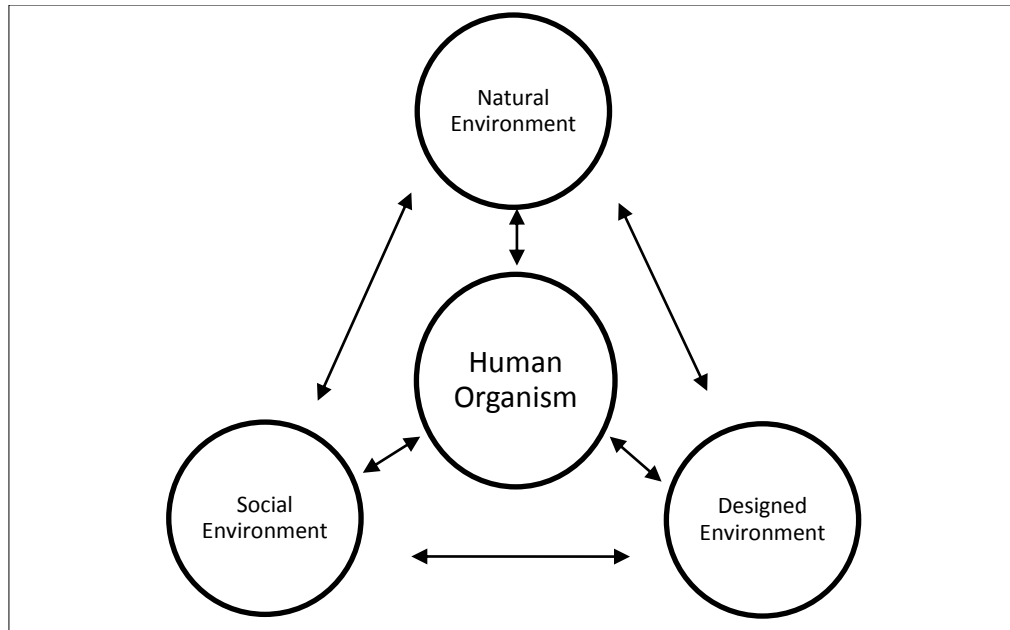 Natural
Environment
Human
Organism
Social
Environment
Designed
Environment